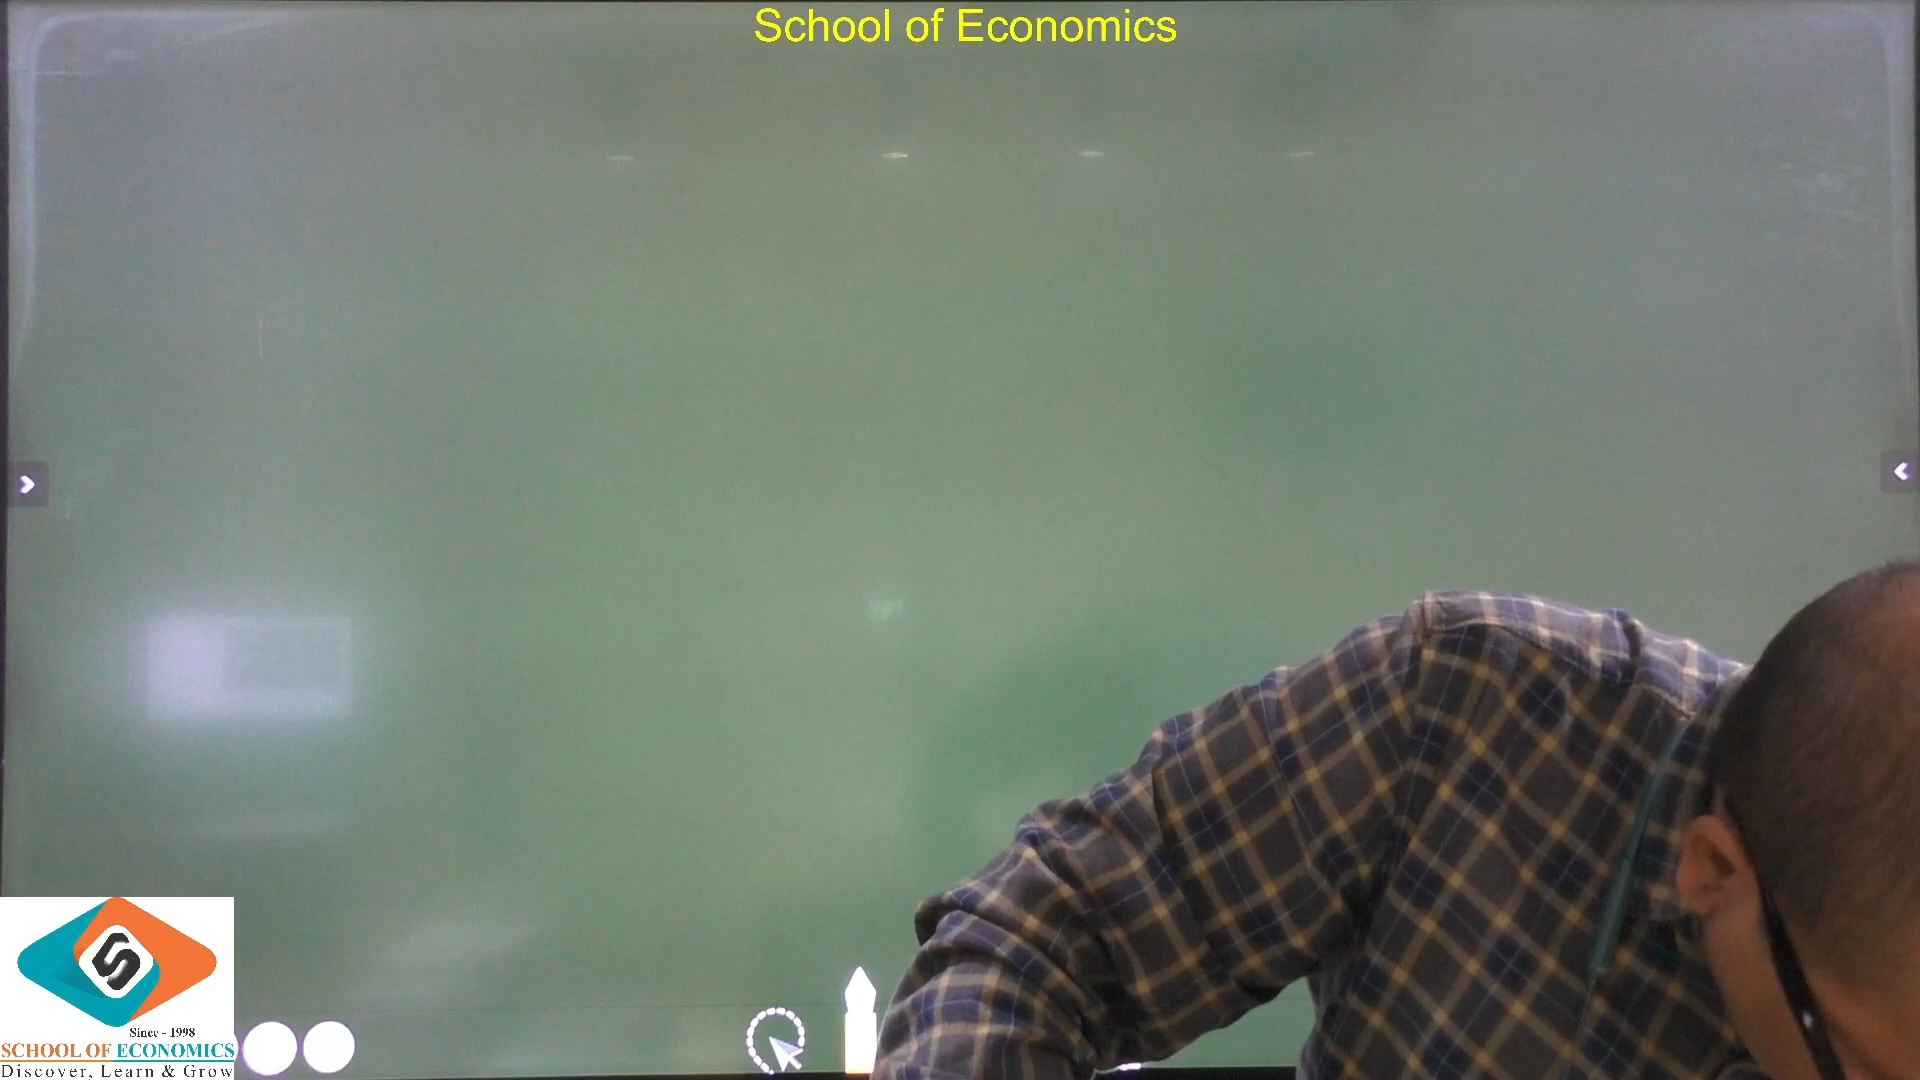 School of Economics
Since - 1998
SCHOOL OF ECONOMICS
Discover, Learn & Grow